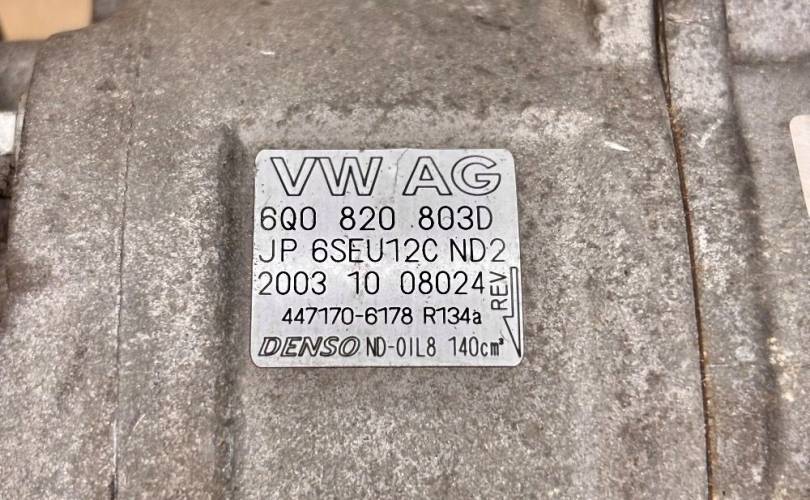 VW AG
6Q0 820 803D
JP 6SEU12C ND2
2003 10 08024
REV
447170-6178 R134a
DENSO ND-OIL8 140cm³